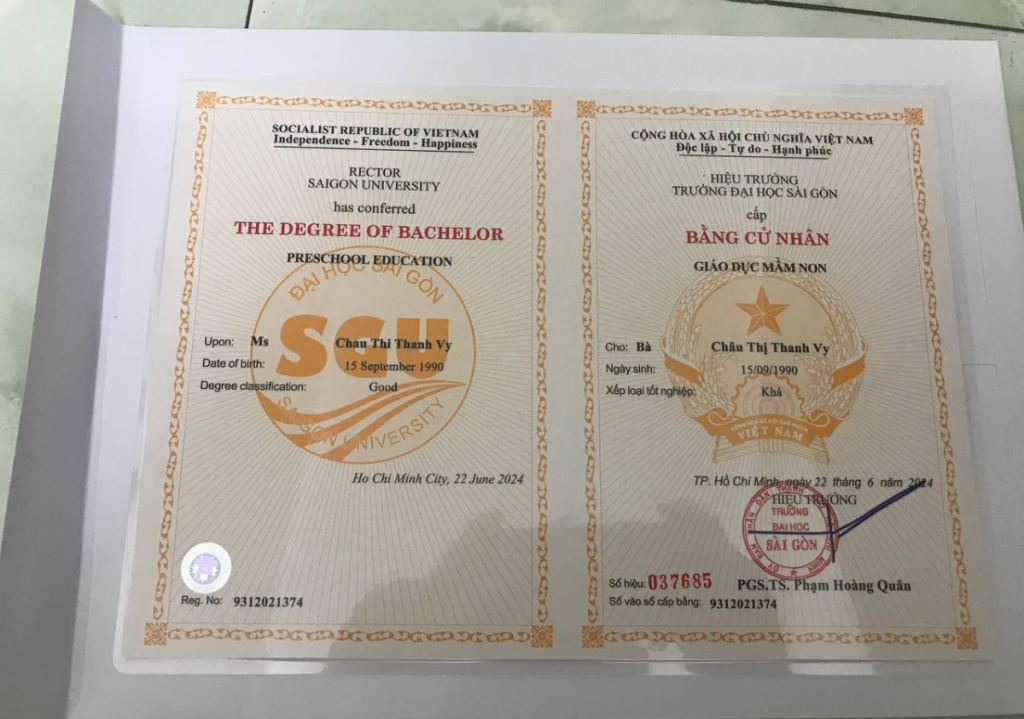 SOCIALIST REPUBLIC OF VIETNAM
Independence - Freedom - Happiness
RECTOR
SAIGON UNIVERSITY
has conferred
THE DEGREE OF BACHELOR
PRESCHOOL EDUCATION
ĐẠI HỌC SÀI GÒN
SGU
SAIGON UNIVERSITY
Upon: Ms Chau Thi Thanh Vy
Date of birth: 15 September 1990
Degree classification: Good
Ho Chi Minh City, 22 June 2024
Reg. No: 9312021374
CỘNG HÒA XÃ HỘI CHỦ NGHĨA VIỆT NAM
Độc lập - Tự do - Hạnh phúc
HIỆU TRƯỞNG
TRƯỜNG ĐẠI HỌC SÀI GÒN
cấp
BẰNG CỬ NHÂN
GIÁO DỤC MẦM NON
Cho: Bà Châu Thị Thanh Vy
Ngày sinh: 15/09/1990
Xếp loại tốt nghiệp: Khá
CỘNG HÒA XÃ HỘI CHỦ NGHĨA
VIỆT NAM
TP. Hồ Chí Minh, ngày 22 tháng 6 năm 2024
HIỆU TRƯỞNG
TRƯỜNG
ĐẠI HỌC
SÀI GÒN
Số hiệu: 037685 PGS.TS. Phạm Hoàng Quân
Số vào sổ cấp bằng: 9312021374